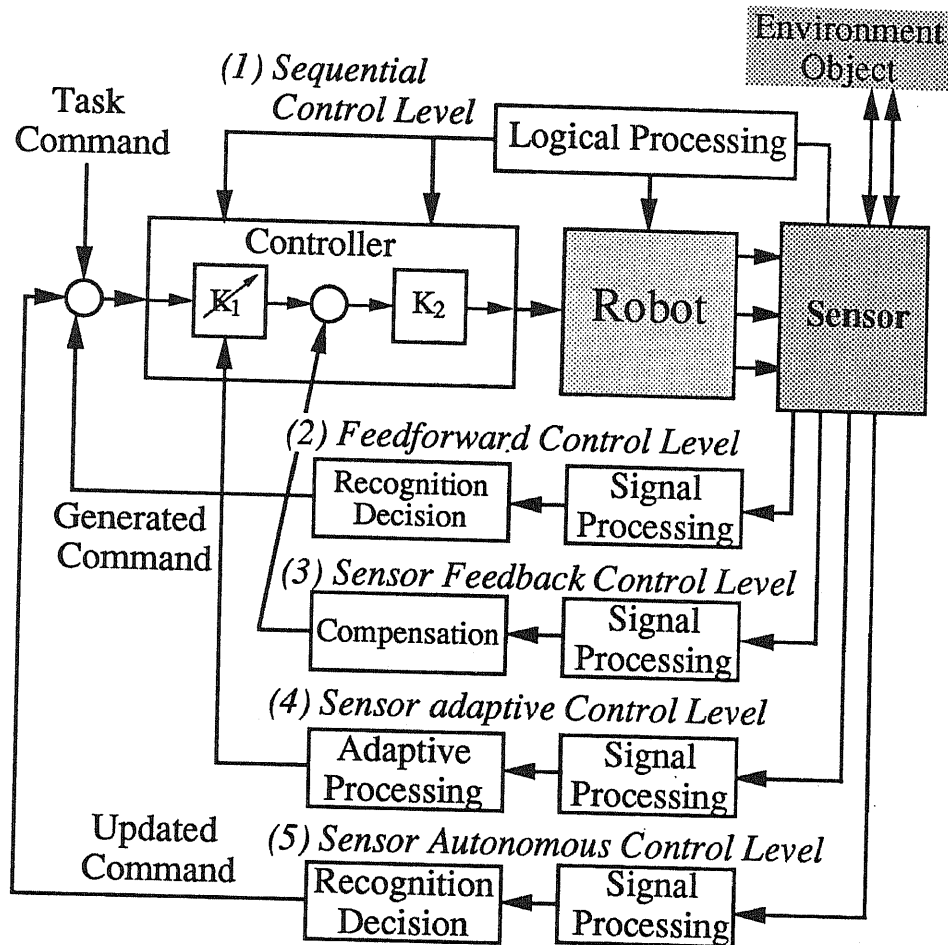 Environment
Object
(1) Sequential
Control Level
Task
Command
Logical Processing
Controller
K1
K2
Robot
Sensor
(2) Feedforward Control Level
Recognition
Decision
Signal
Processing
Generated
Command
(3) Sensor Feedback Control Level
Compensation
Signal
Processing
(4) Sensor adaptive Control Level
Adaptive
Processing
Signal
Processing
Updated
Command
(5) Sensor Autonomous Control Level
Recognition
Decision
Signal
Processing